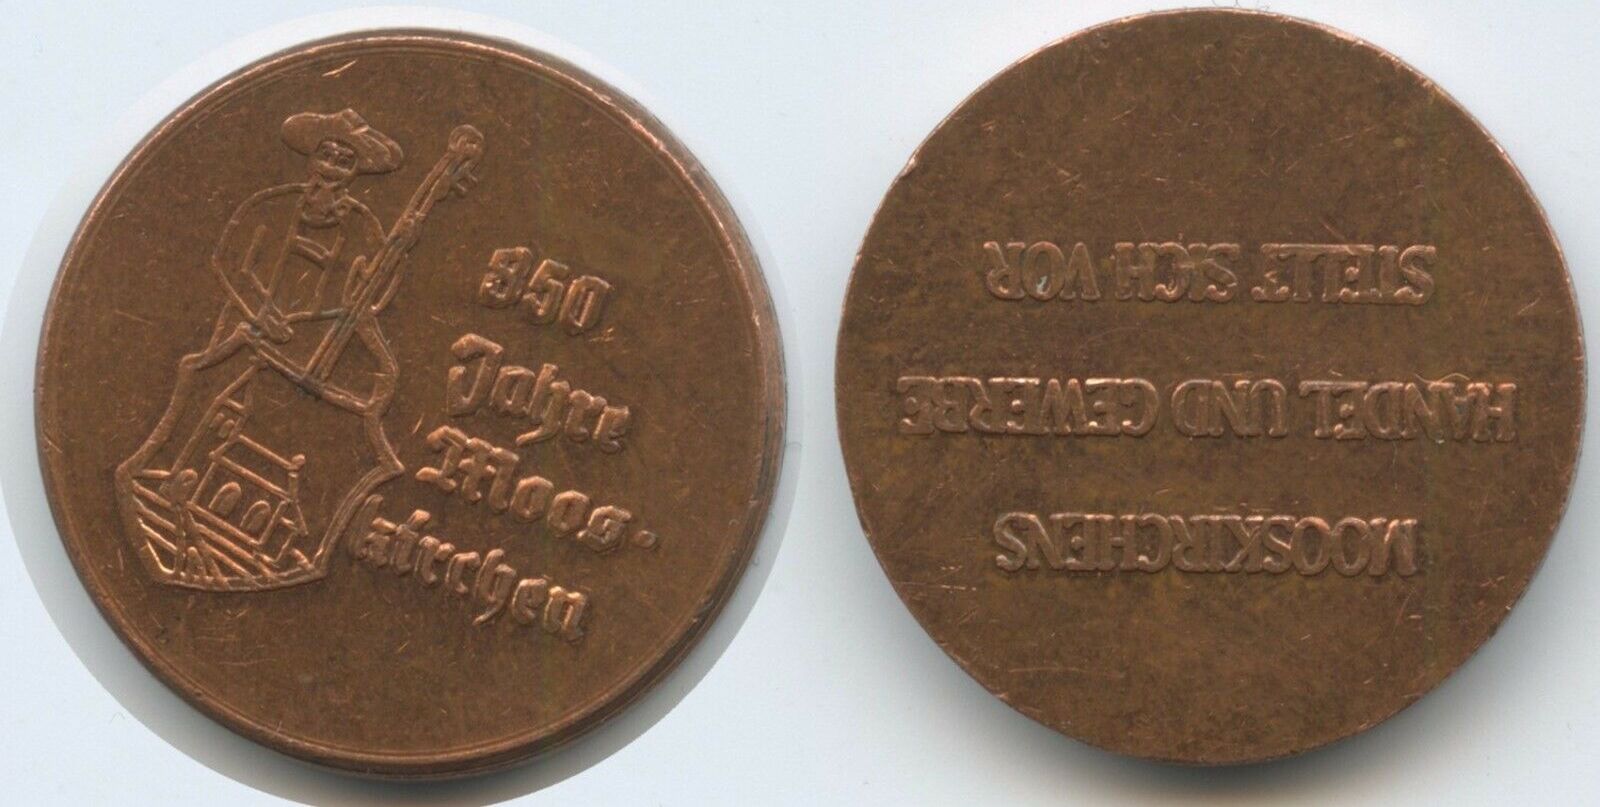 850
Jahre
Moos-
kirchen
MOOSKIRCHENS
HANDEL UND GEWERBE
STELLT SICH VOR